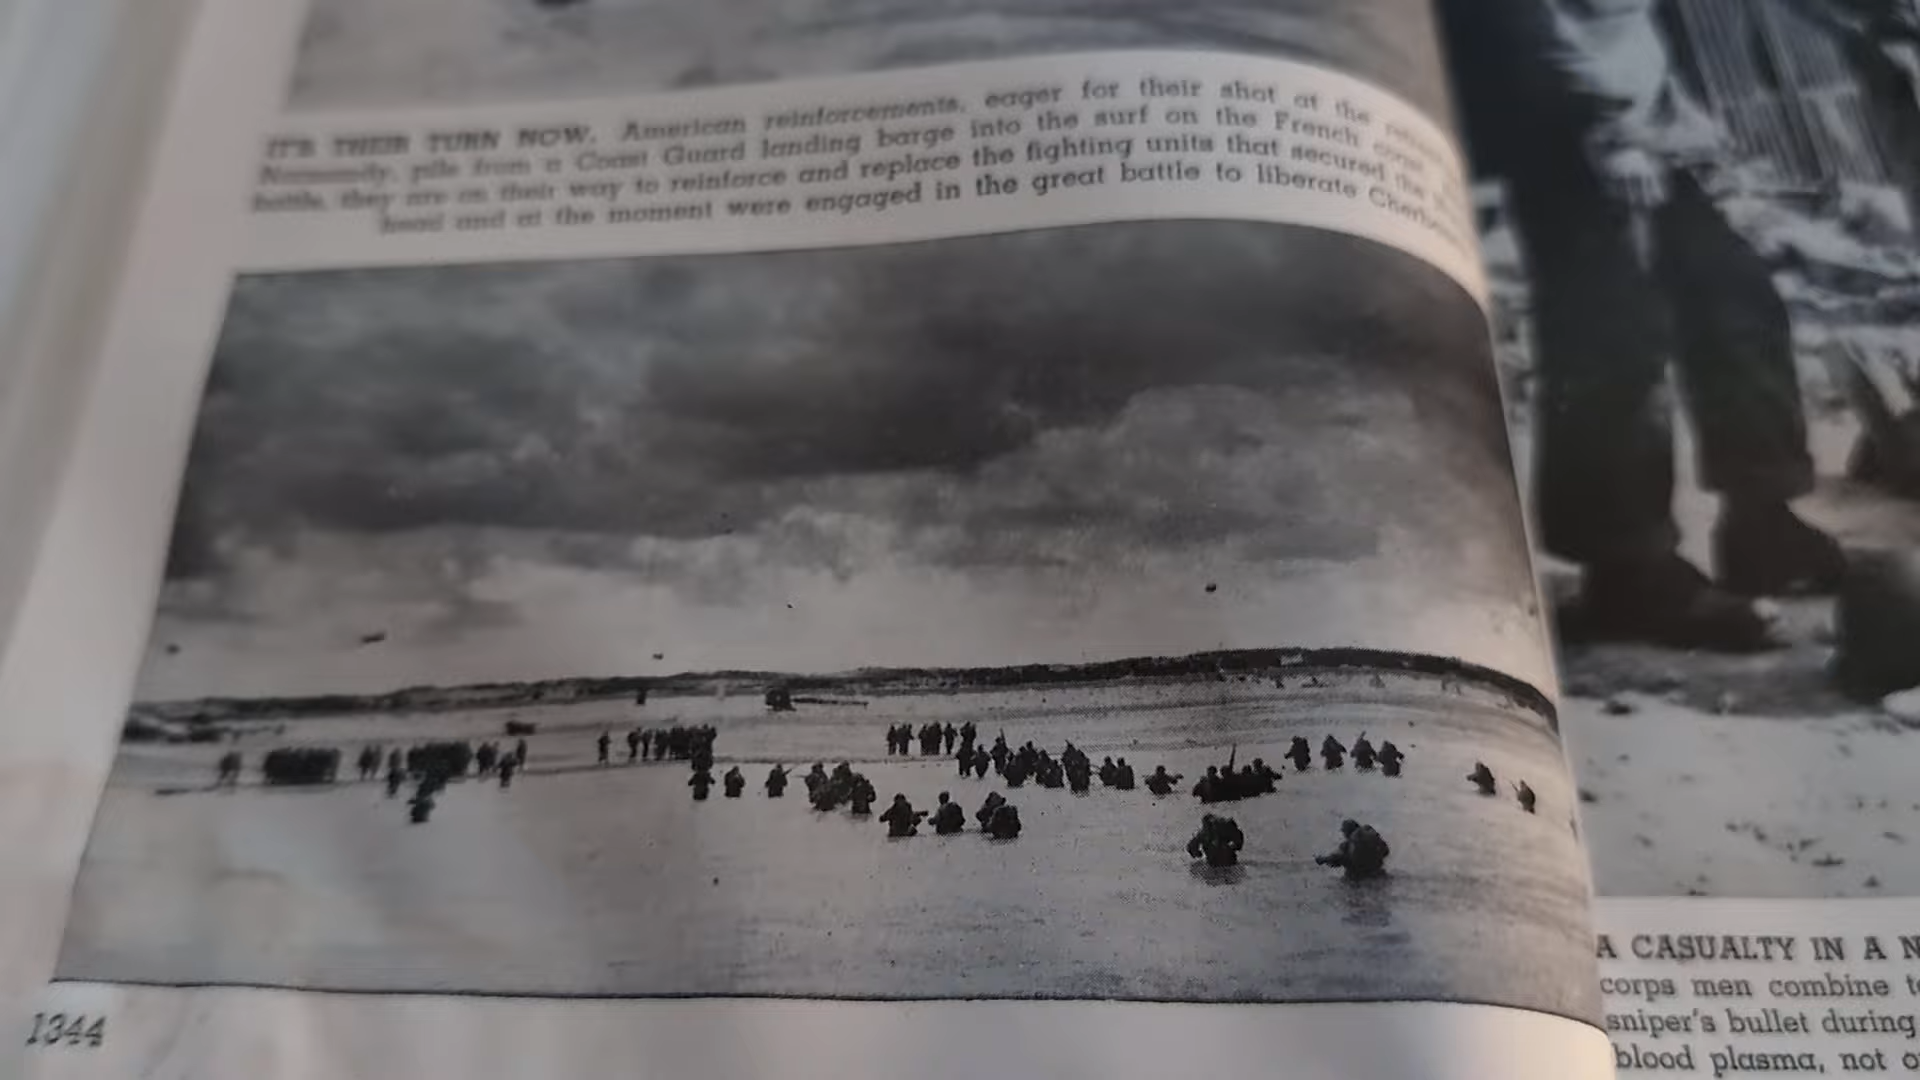 IT'S THEIR TURN NOW. American reinforcements, eager for their shot at the
Normandy, pile from a Coast Guard landing barge into the surf on the French coast
battle, they are on their way to reinforce and replace the fighting units that secured the
head and at the moment were engaged in the great battle to liberate
1344
A CASUALTY IN A
corps men combine
sniper's bullet during
blood plasma, not